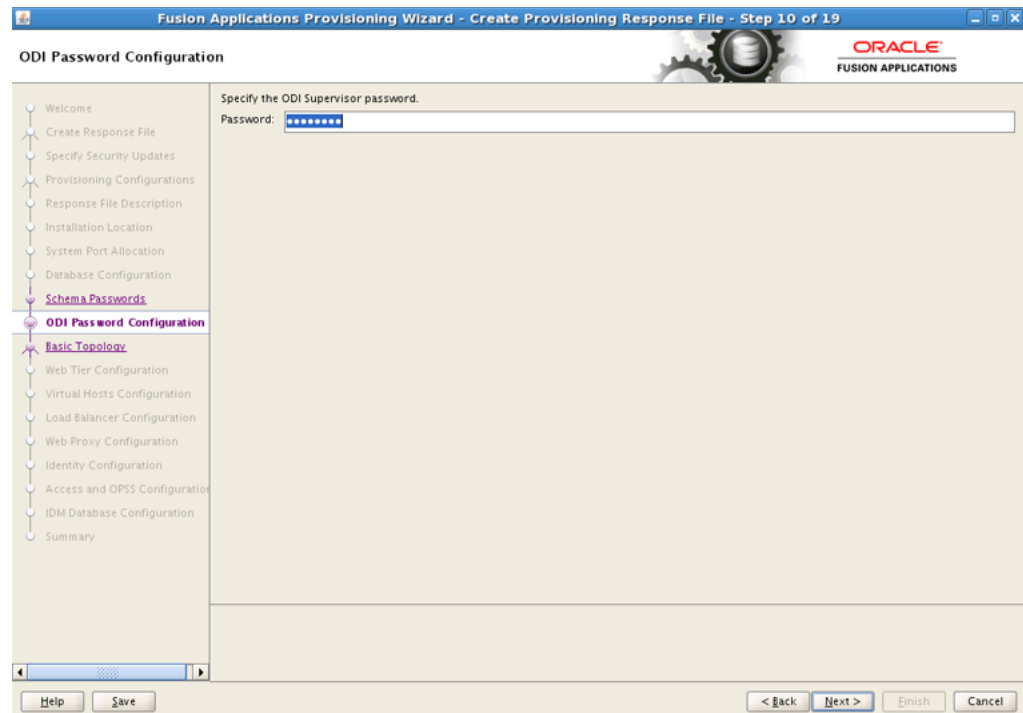 Fusion Applications Provisioning Wizard - Create Provisioning Response File - Step 10 of 19
ODI Password Configuration
ORACLE
FUSION APPLICATIONS
Welcome
Create Response File
Specify Security Updates
Provisioning Configurations
Response File Description
Installation Location
System Port Allocation
Database Configuration
Schema Passwords
ODI Password Configuration
Basic Topology
Web Tier Configuration
Virtual Hosts Configuration
Load Balancer Configuration
Web Proxy Configuration
Identity Configuration
Access and OPSS Configuration
IDM Database Configuration
Summary
Specify the ODI Supervisor password.
Password: ••••••••
Help Save < Back Next > Finish Cancel